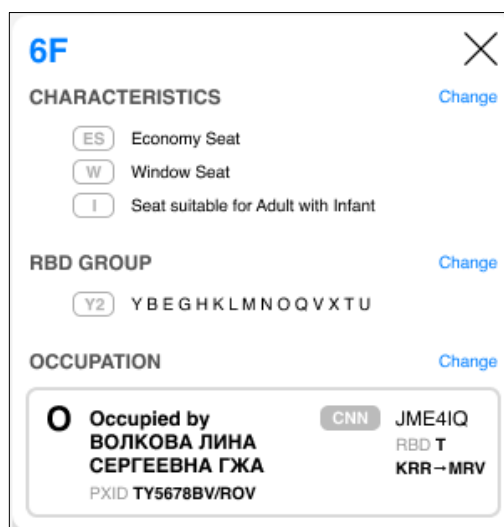 6F
CHARACTERISTICS Change
ES Economy Seat
W Window Seat
I Seat suitable for Adult with Infant
RBD GROUP Change
Y2 Y B E G H K L M N O Q V X T U
OCCUPATION Change
O Occupied by CNN JME4IQ
ВОЛКОВА ЛИНА RBD T
СЕРГЕЕВНА ГЖА KRR→MRV
PXID TY5678BV/ROV